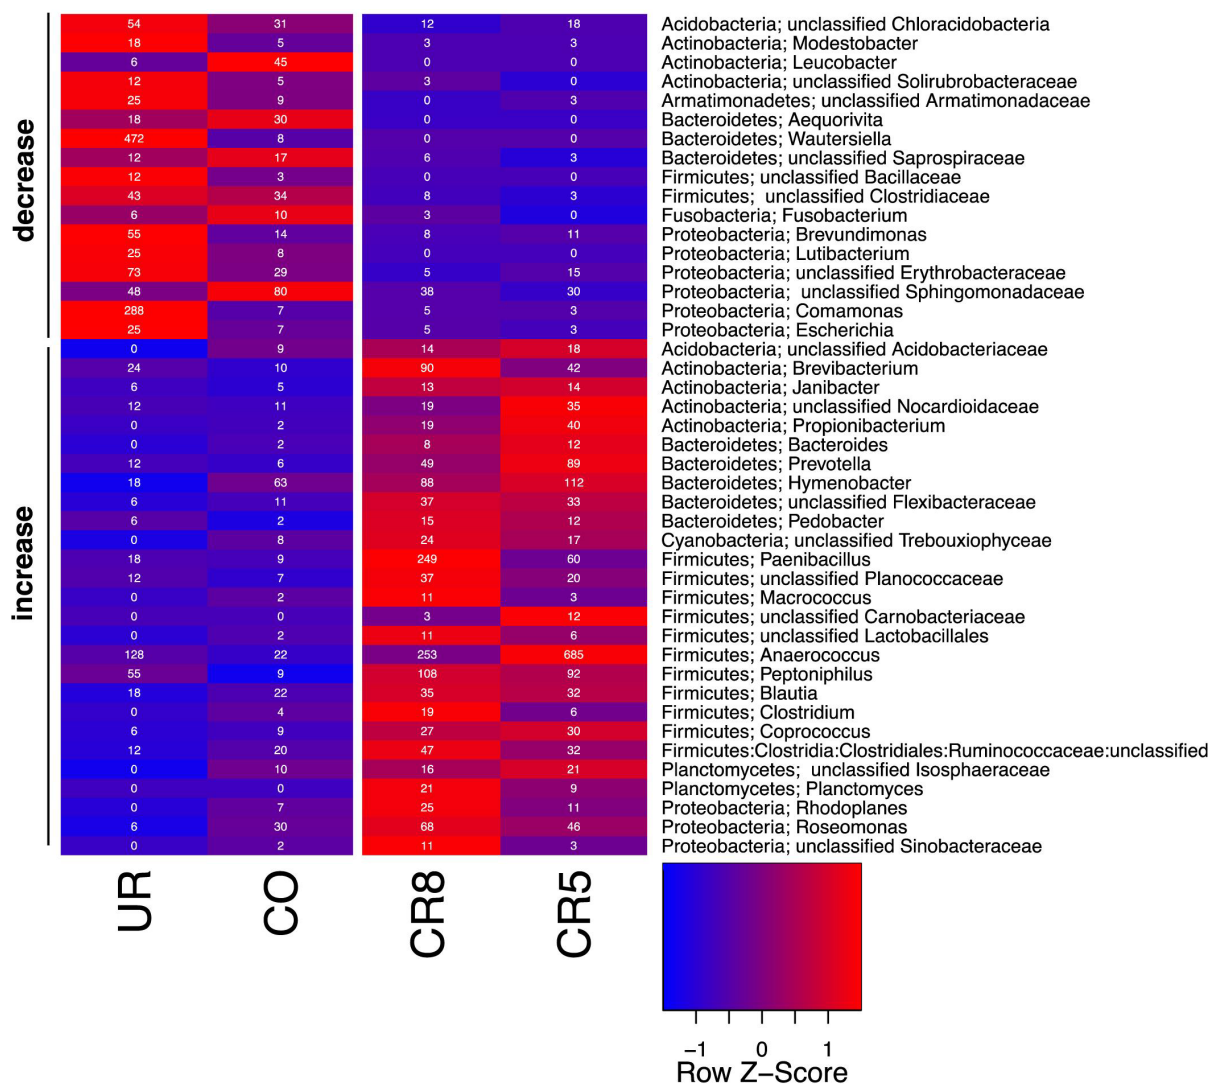 decrease
54 31 12 18 Acidobacteria; unclassified Chloracidobacteria
18 5 3 3 Actinobacteria; Modestobacter
6 45 0 0 Actinobacteria; Leucobacter
12 5 3 0 Actinobacteria; unclassified Solirubrobacteraceae
25 9 0 3 Armatimonadetes; unclassified Armatimonadaceae
18 30 0 0 Bacteroidetes; Aequorivita
472 8 0 0 Bacteroidetes; Wautersiella
12 17 6 3 Bacteroidetes; unclassified Saprospiraceae
12 3 0 0 Firmicutes; unclassified Bacillaceae
43 34 8 3 Firmicutes;  unclassified Clostridiaceae
6 10 3 0 Fusobacteria; Fusobacterium
55 14 8 11 Proteobacteria; Brevundimonas
25 8 0 0 Proteobacteria; Lutibacterium
73 29 5 15 Proteobacteria; unclassified Erythrobacteraceae
48 80 38 30 Proteobacteria;  unclassified Sphingomonadaceae
288 7 5 3 Proteobacteria; Comamonas
25 7 5 3 Proteobacteria; Escherichia
increase
0 9 14 18 Acidobacteria; unclassified Acidobacteriaceae
24 10 90 42 Actinobacteria; Brevibacterium
6 5 13 14 Actinobacteria; Janibacter
12 11 19 35 Actinobacteria; unclassified Nocardioidaceae
0 2 19 40 Actinobacteria; Propionibacterium
0 2 8 12 Bacteroidetes; Bacteroides
12 6 49 89 Bacteroidetes; Prevotella
18 63 88 112 Bacteroidetes; Hymenobacter
6 11 37 33 Bacteroidetes; unclassified Flexibacteraceae
6 2 15 12 Bacteroidetes; Pedobacter
0 8 24 17 Cyanobacteria; unclassified Trebouxiophyceae
18 9 249 60 Firmicutes; Paenibacillus
12 7 37 20 Firmicutes; unclassified Planococcaceae
0 2 11 3 Firmicutes; Macrococcus
0 0 3 12 Firmicutes; unclassified Carnobacteriaceae
0 2 11 6 Firmicutes; unclassified Lactobacillales
128 22 253 685 Firmicutes; Anaerococcus
55 9 108 92 Firmicutes; Peptoniphilus
18 22 35 32 Firmicutes; Blautia
0 4 19 6 Firmicutes; Clostridium
6 9 27 30 Firmicutes; Coprococcus
12 20 47 32 Firmicutes:Clostridia:Clostridiales:Ruminococcaceae:unclassified
0 10 16 21 Planctomycetes;  unclassified Isosphaeraceae
0 0 21 9 Planctomycetes; Planctomyces
0 7 25 11 Proteobacteria; Rhodoplanes
6 30 68 46 Proteobacteria; Roseomonas
0 2 11 3 Proteobacteria; unclassified Sinobacteraceae
UR CO CR8 CR5
−1 0 1
Row Z−Score